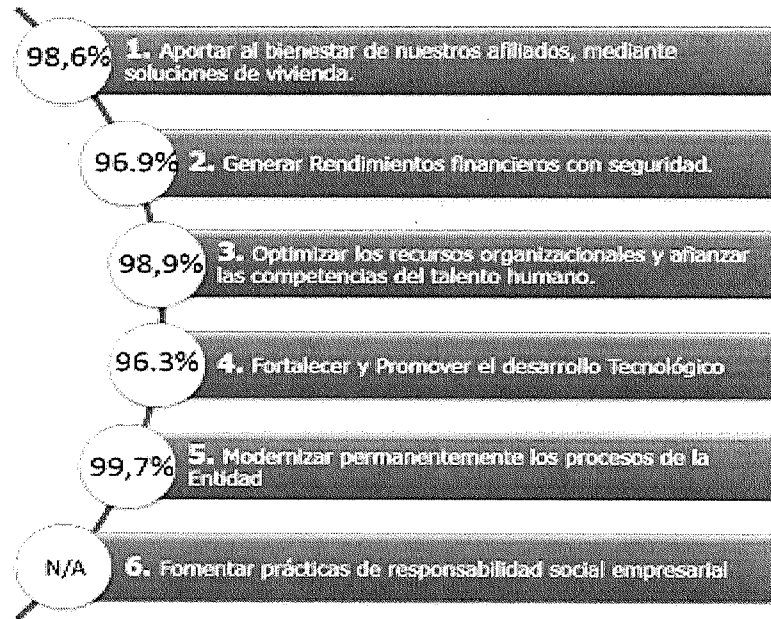 98,6%
1. Aportar al bienestar de nuestros afiliados, mediante
soluciones de vivienda.
96.9%
2. Generar Rendimientos financieros con seguridad.
98,9%
3. Optimizar los recursos organizacionales y afianzar
las competencias del talento humano.
96.3%
4. Fortalecer y Promover el desarrollo Tecnológico
99,7%
5. Modernizar permanentemente los procesos de la
Entidad
N/A
6. Fomentar prácticas de responsabilidad social empresarial